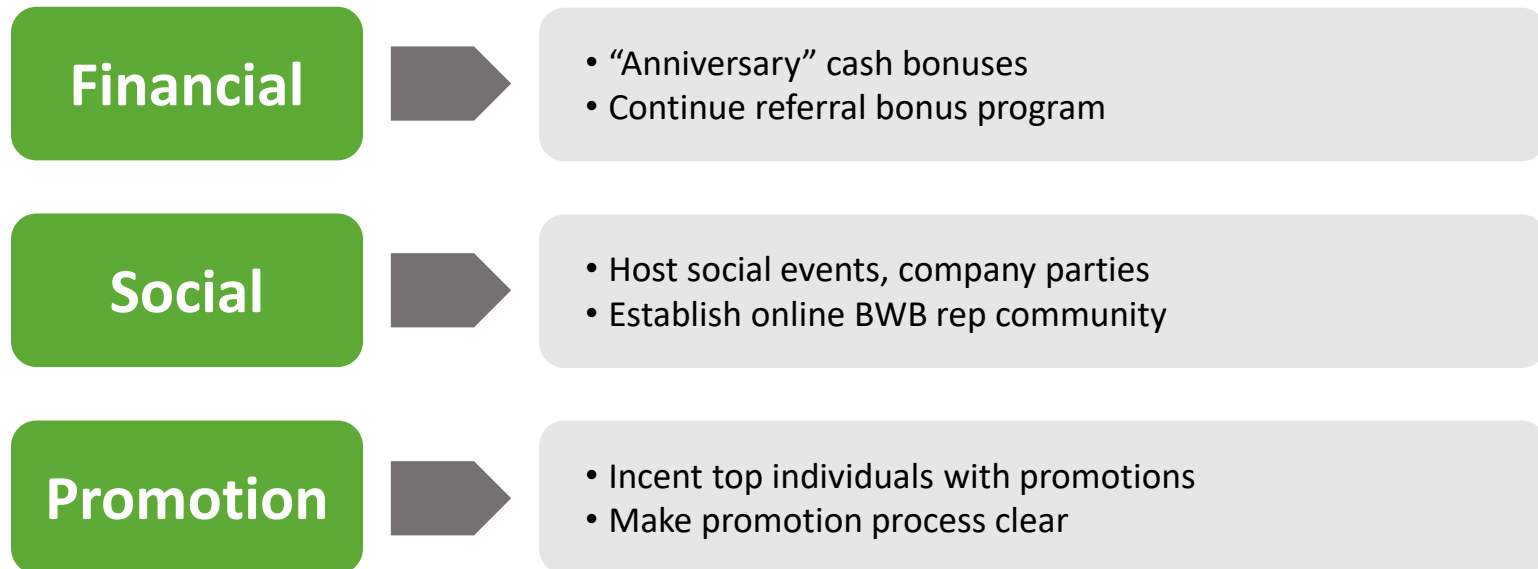 Financial
• “Anniversary” cash bonuses
• Continue referral bonus program
Social
• Host social events, company parties
• Establish online BWB rep community
Promotion
• Incent top individuals with promotions
• Make promotion process clear